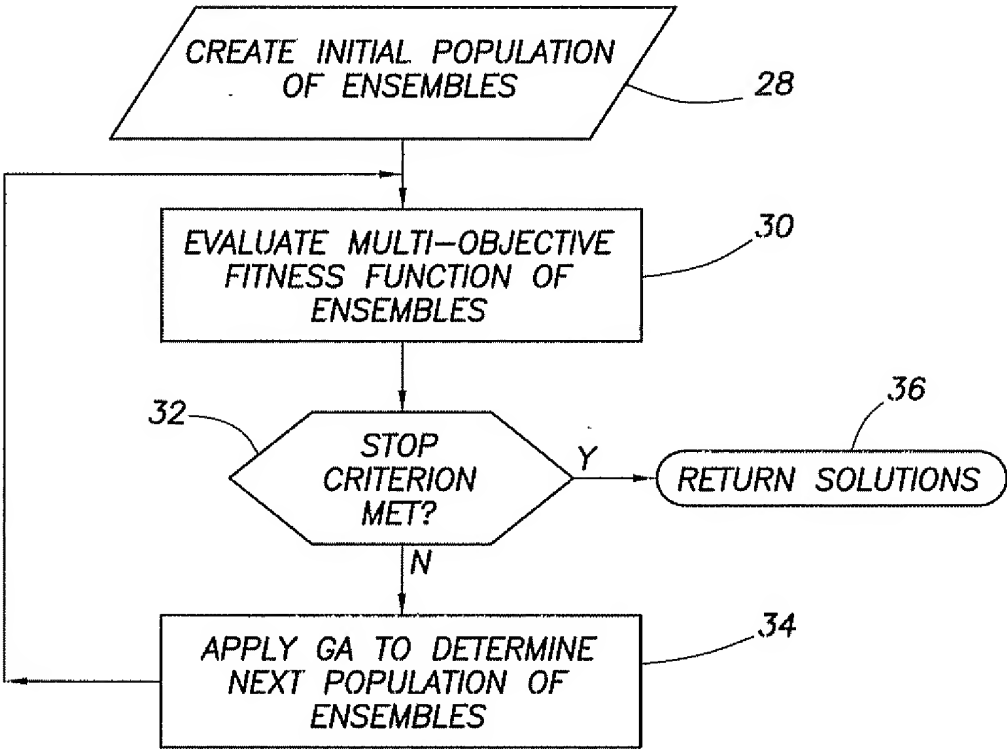 CREATE INITIAL POPULATION
OF ENSEMBLES
28
EVALUATE MULTI-OBJECTIVE
FITNESS FUNCTION OF
ENSEMBLES
30
32
STOP
CRITERION
MET?
Y
36
RETURN SOLUTIONS
N
APPLY GA TO DETERMINE
NEXT POPULATION OF
ENSEMBLES
34